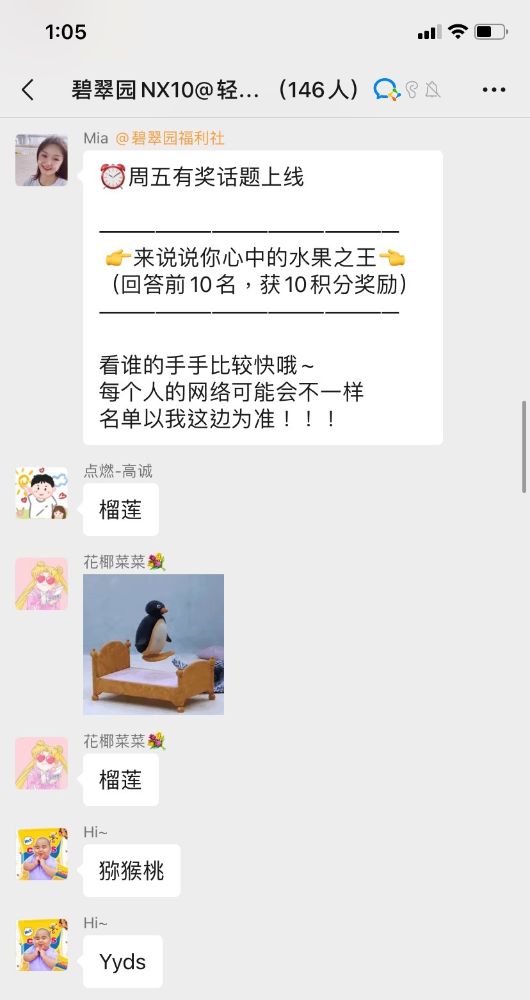 1:05
碧翠园NX10@轻...（146人）
Mia @碧翠园福利社
⏰周五有奖话题上线
————————————————
👉来说说你心中的水果之王👈
（回答前10名，获10积分奖励）
————————————————
看谁的手手比较快哦~
每个人的网络可能会不一样
名单以我这边为准！！！
点燃-高诚
榴莲
花椰菜菜💐
花椰菜菜💐
榴莲
Hi~
猕猴桃
Hi~
Yyds